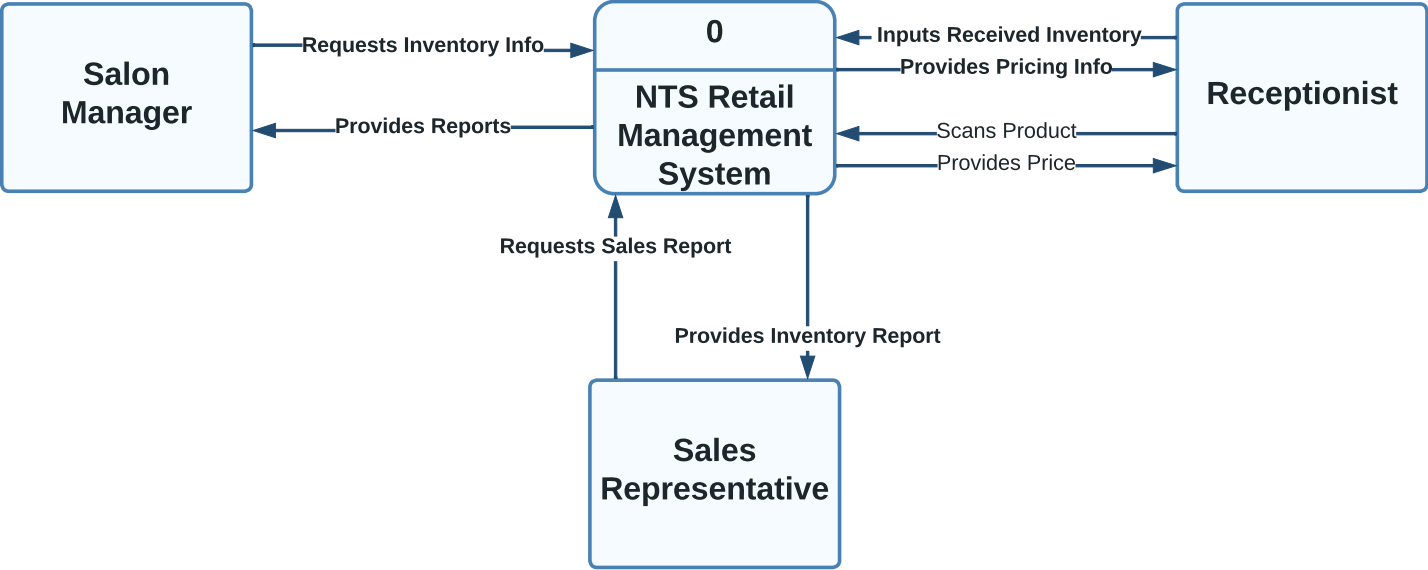 Salon
Manager
Requests Inventory Info
Provides Reports
0
NTS Retail
Management
System
Inputs Received Inventory
Provides Pricing Info
Scans Product
Provides Price
Receptionist
Requests Sales Report
Provides Inventory Report
Sales
Representative